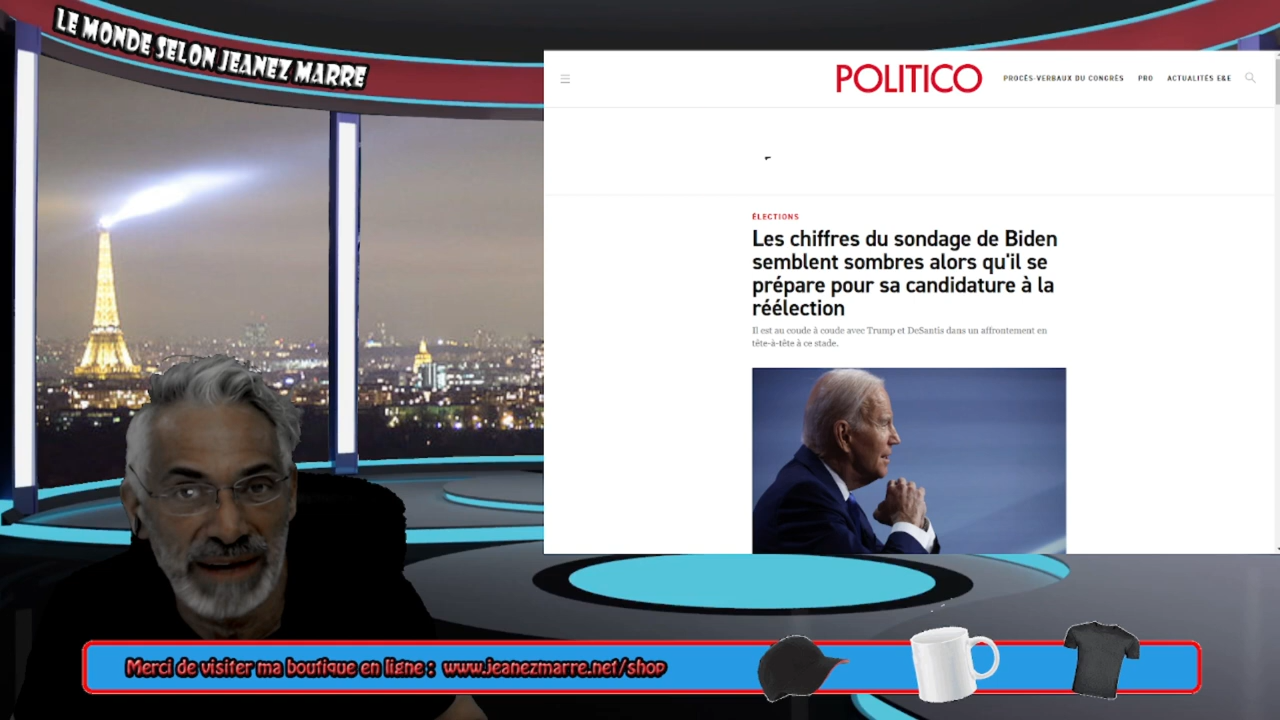 LE MONDE SELON JEANEZ MARRE
POLITICO
PROCÈS-VERBAUX DU CONGRÈS PRO ACTUALITÉS E&E
ÉLECTIONS
Les chiffres du sondage de Biden
semblent sombres alors qu'il se
prépare pour sa candidature à la
réélection
Il est au coude à coude avec Trump et DeSantis dans un affrontement en
tête-à-tête à ce stade.
Merci de visiter ma boutique en ligne : www.jeanezmarre.net/shop